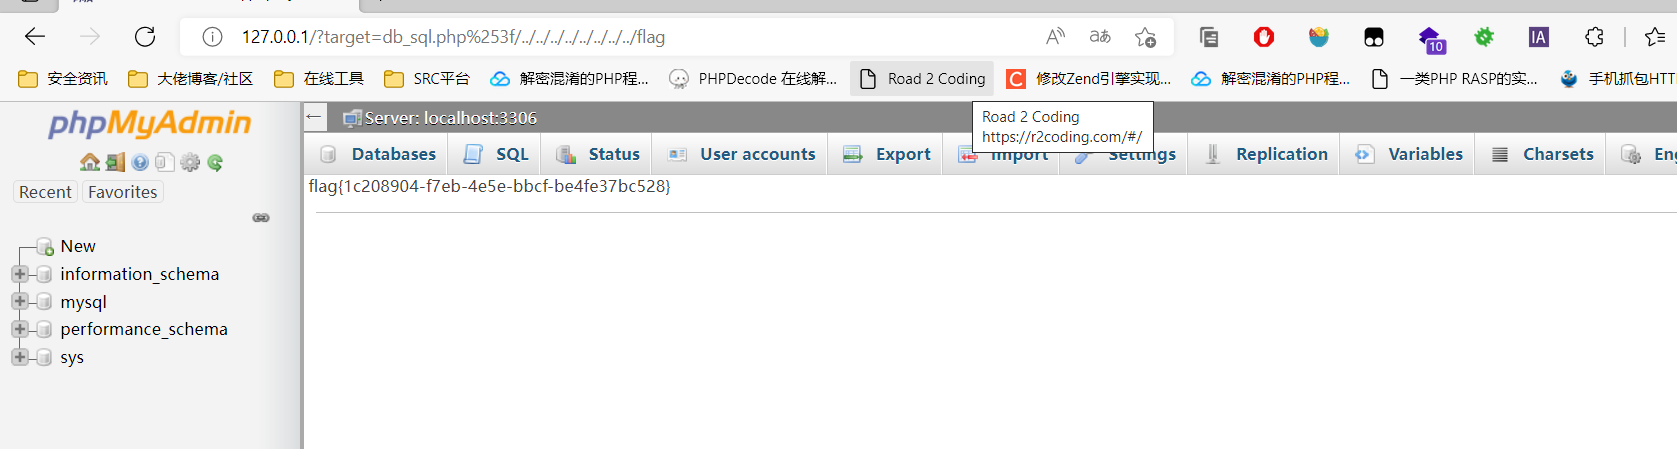 127.0.0.1/?target=db_sql.php%253f/../../../../../../../../flag
aあ
10
IA
安全资讯
大佬博客/社区
在线工具
SRC平台
解密混淆的PHP程...
PHPDecode 在线解...
Road 2 Coding
修改Zend引擎实现...
解密混淆的PHP程...
一类PHP RASP的实...
手机抓包HTT
phpMyAdmin
Recent
Favorites
New
information_schema
mysql
performance_schema
sys
Server: localhost:3306
Road 2 Coding
https://r2coding.com/#/
Databases
SQL
Status
User accounts
Export
Import
Settings
Replication
Variables
Charsets
Eng
flag{1c208904-f7eb-4e5e-bbcf-be4fe37bc528}